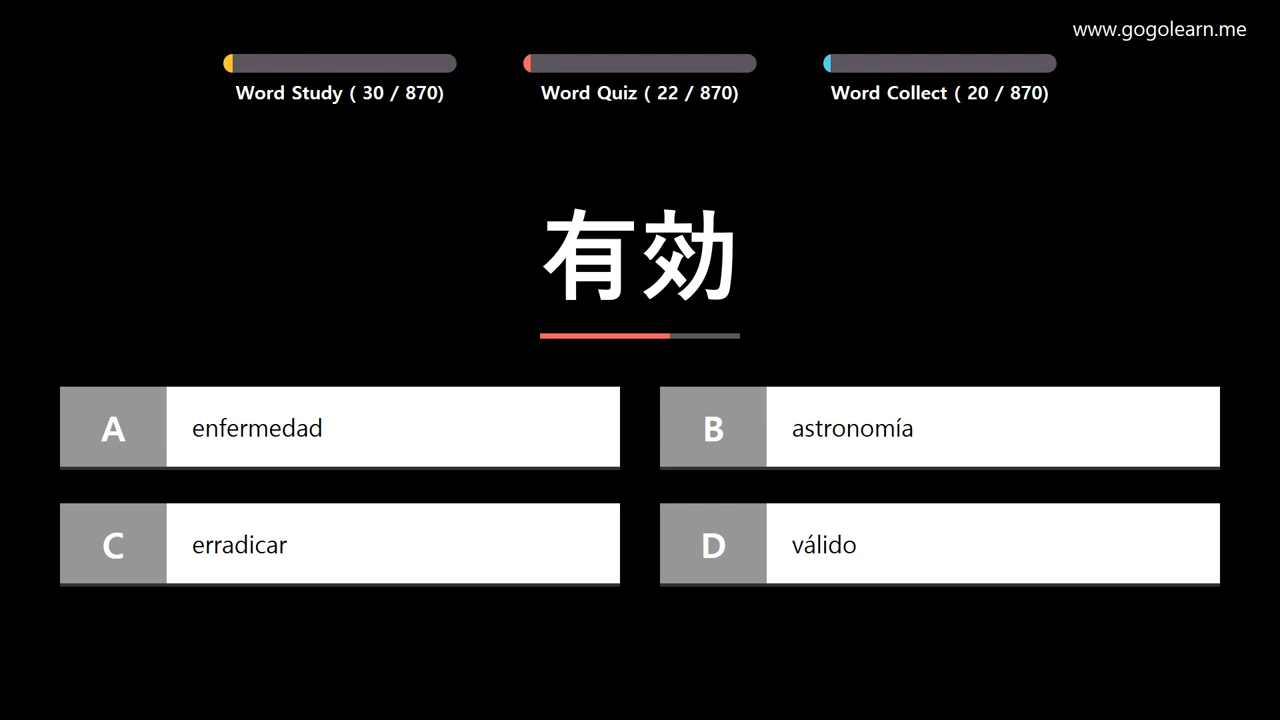 www.gogolearn.me
Word Study ( 30 / 870)
Word Quiz ( 22 / 870)
Word Collect ( 20 / 870)
有効
A enfermedad
B astronomía
C erradicar
D válido